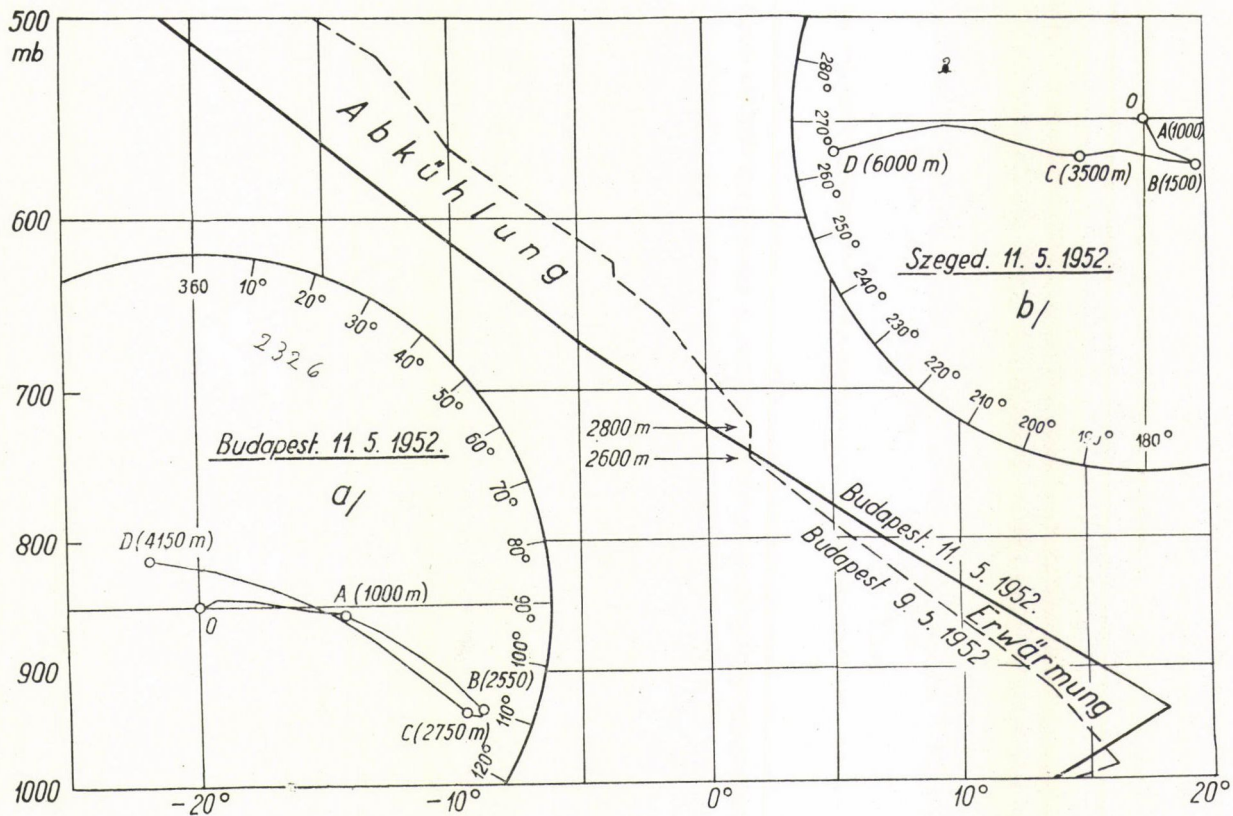 500
mb
600
700
800
900
1000
-20°
-10°
0°
10°
20°
Abkühlung
Erwärmung
2800 m
2600 m
Budapest. 11. 5. 1952.
Budapest 9. 5. 1952
360
10°
20°
30°
40°
50°
60°
70°
80°
90°
100°
110°
120°
2326
Budapest. 11. 5. 1952.
a/
D (4150 m)
A (1000 m)
0
B(2550)
C(2750 m)
280°
270°
260°
250°
240°
230°
220°
210°
200°
180°
0
A(1000)
D (6000 m)
C(3500 m)
B(1500)
Szeged. 11. 5. 1952.
b/